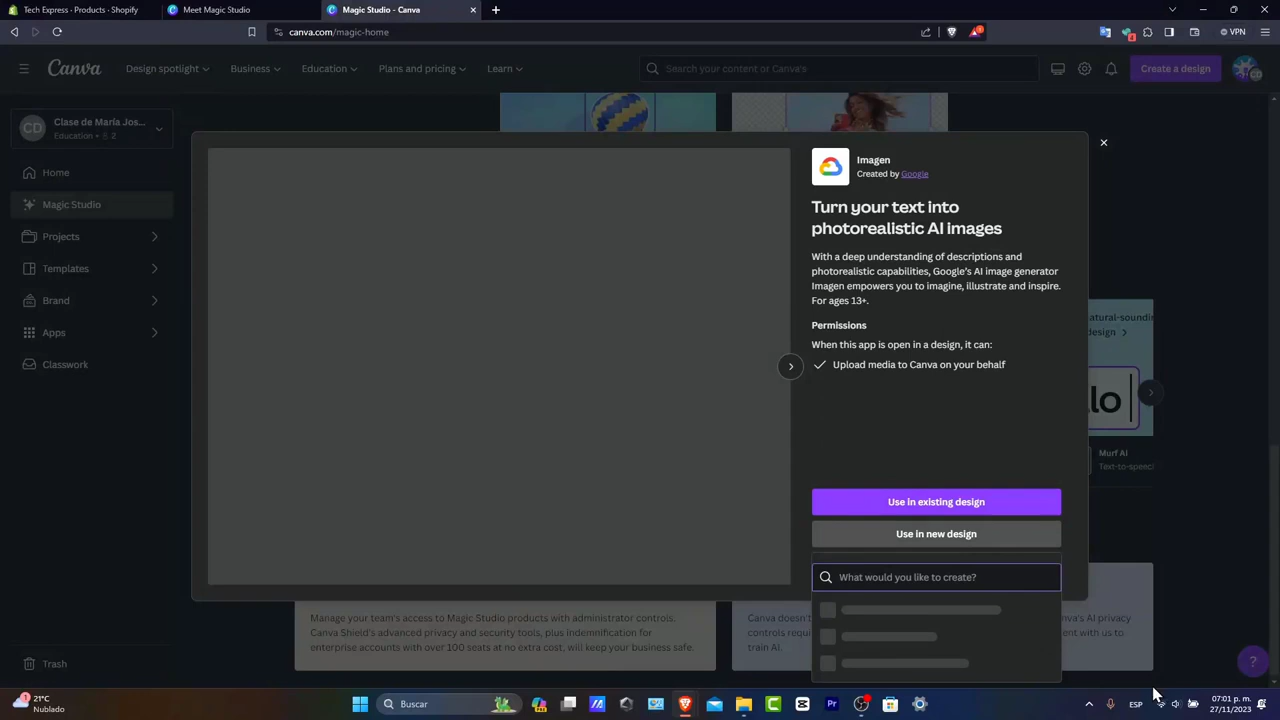 Tech Express · Products · Shopify
Meet Magic Studio
Magic Studio - Canva
canva.com/magic-home
VPN
Canva
Design spotlight
Business
Education
Plans and pricing
Learn
Search your content or Canva's
Create a design
CD
CD
Clase de María Jos...
Education · 2
Home
Magic Studio
Projects
Templates
Brand
Apps
Classwork
Trash
Imagen
Created by Google
Turn your text into
photorealistic AI images
With a deep understanding of descriptions and
photorealistic capabilities, Google's AI image generator
Imagen empowers you to imagine, illustrate and inspire.
For ages 13+.
Permissions
When this app is open in a design, it can:
Upload media to Canva on your behalf
Use in existing design
Use in new design
What would you like to create?
design
lo
Murf AI
Manage your team's access to Magic Studio products with administrator controls.
Canva Shield's advanced privacy and security tools, plus indemnification for
enterprise accounts with over 100 seats at no extra cost, will keep your business safe.
train AI.
?
21°C
Nublado
Buscar
ESP
07:01 p. m.
27/11/2023